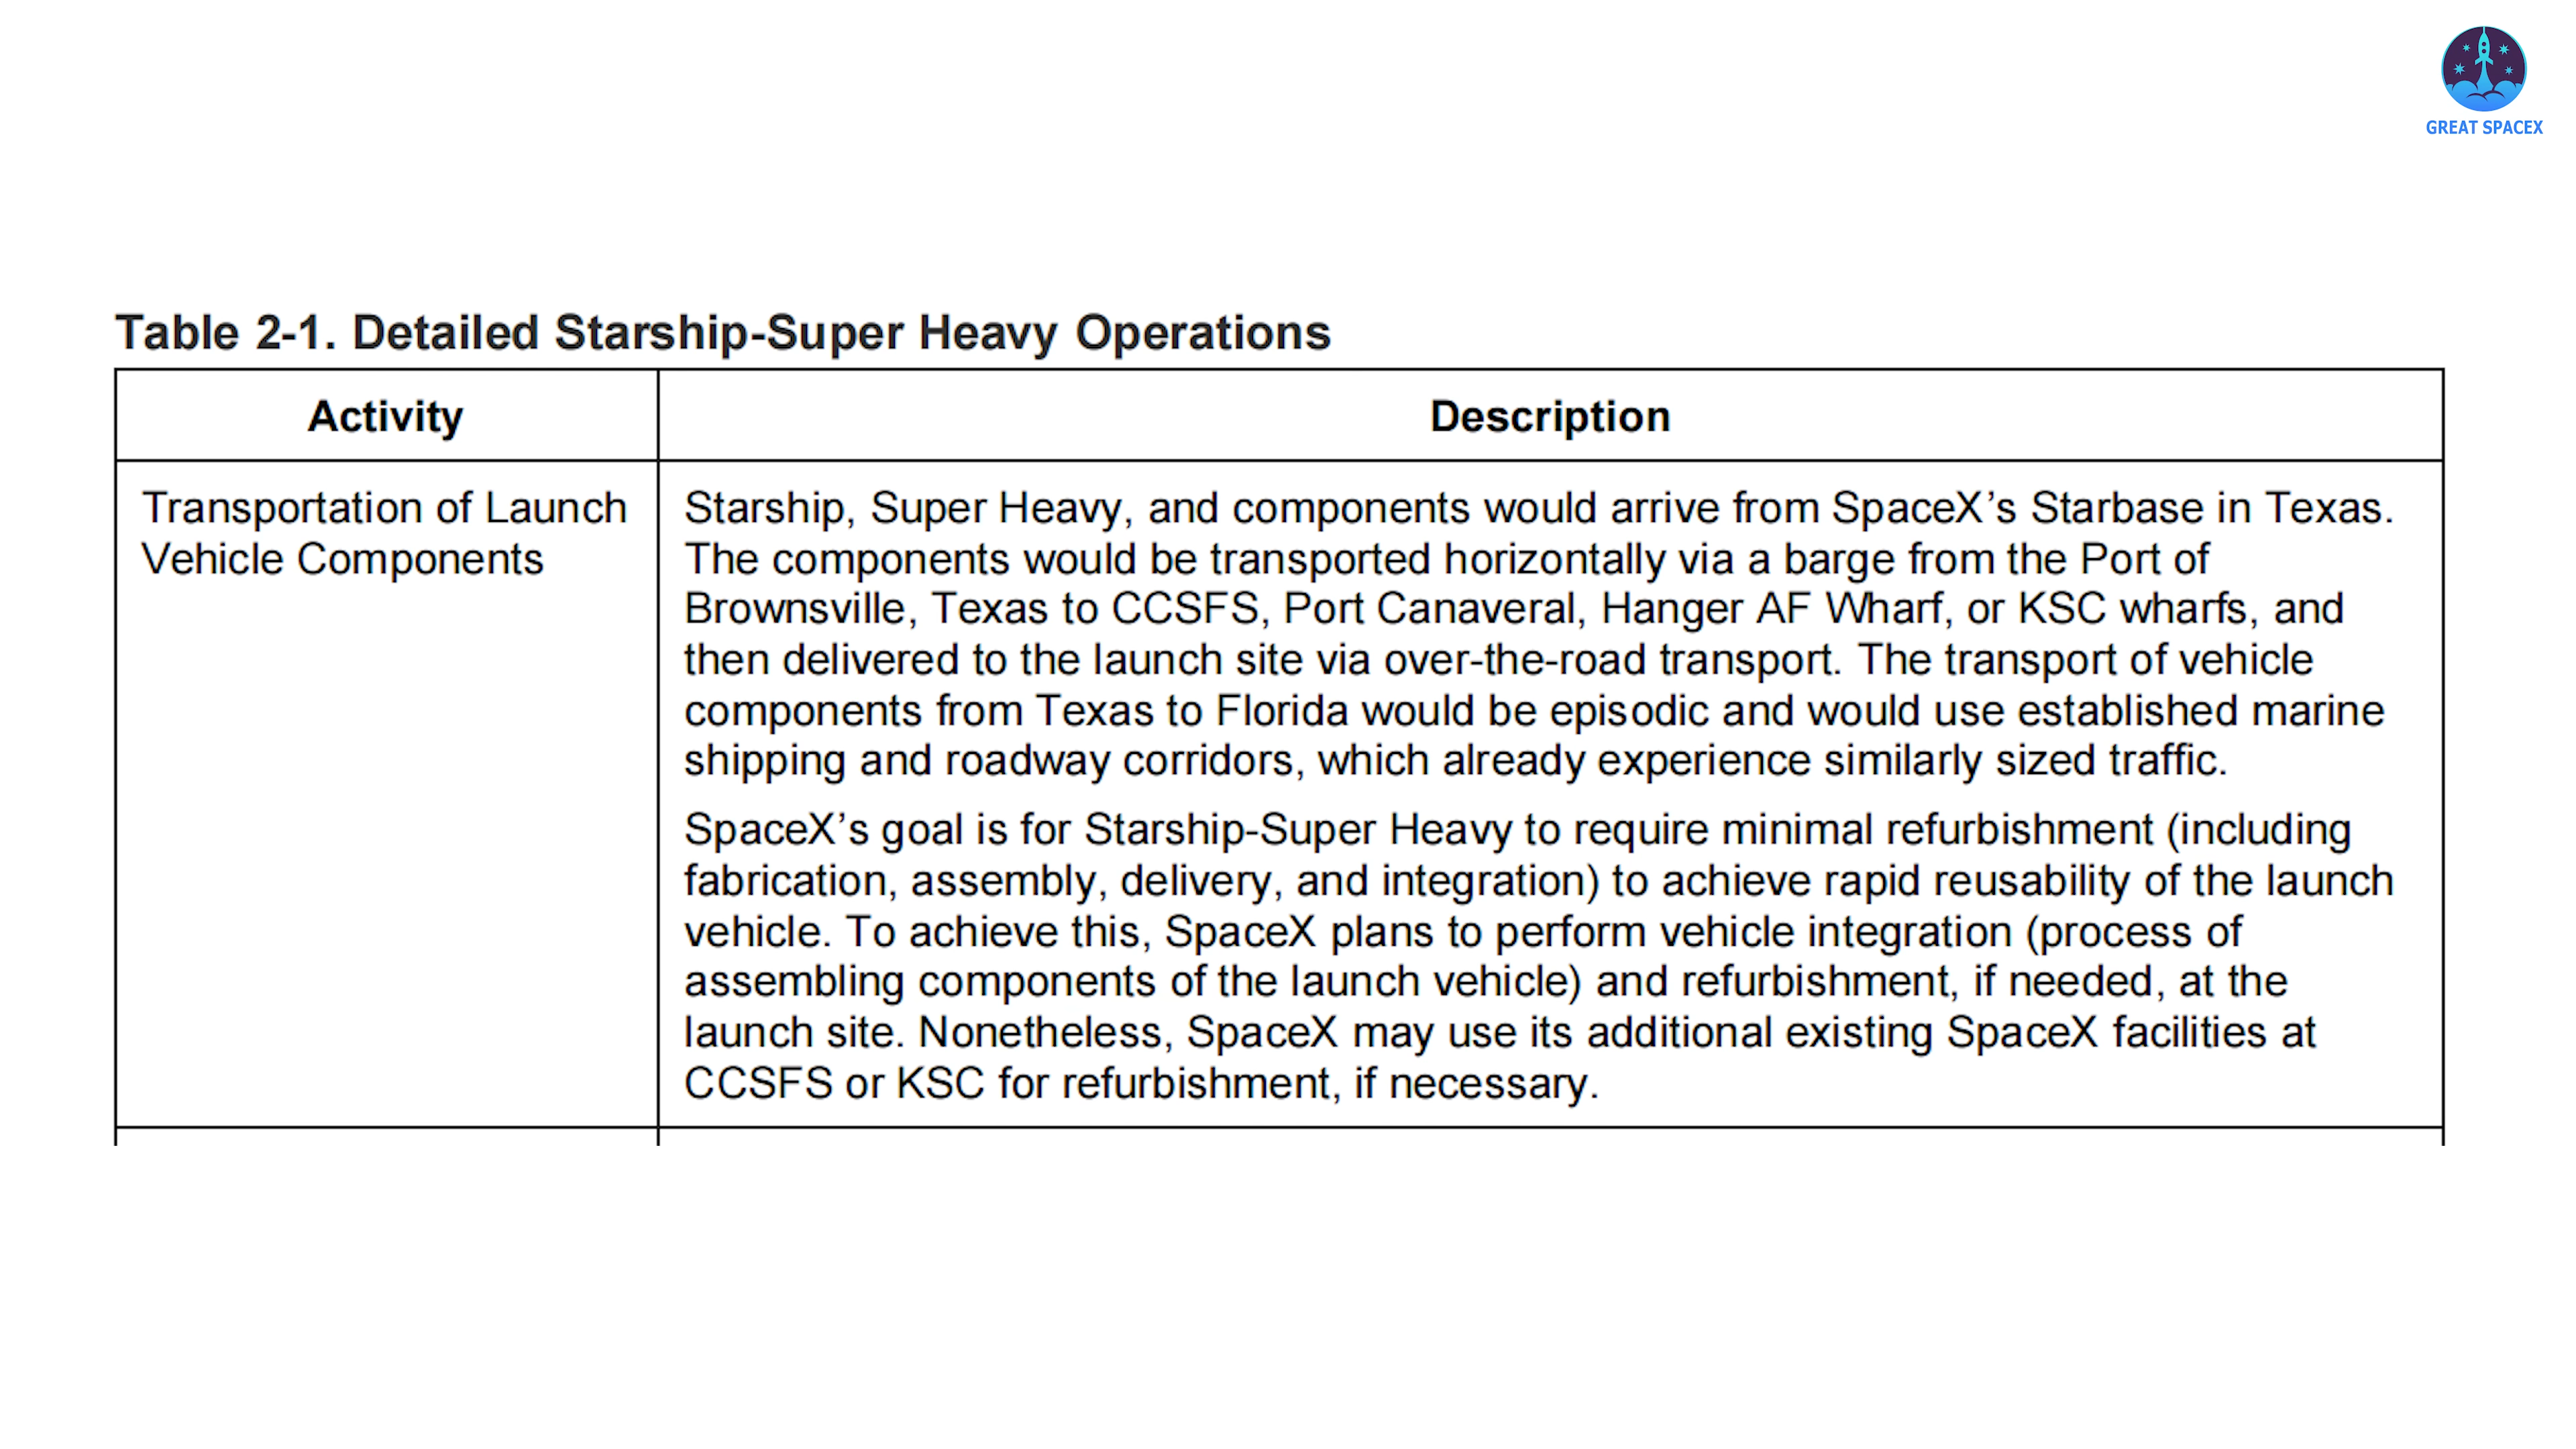 GREAT SPACEX
Table 2-1. Detailed Starship-Super Heavy Operations
Activity
Description
Transportation of Launch
Vehicle Components
Starship, Super Heavy, and components would arrive from SpaceX’s Starbase in Texas.
The components would be transported horizontally via a barge from the Port of
Brownsville, Texas to CCSFS, Port Canaveral, Hanger AF Wharf, or KSC wharfs, and
then delivered to the launch site via over-the-road transport. The transport of vehicle
components from Texas to Florida would be episodic and would use established marine
shipping and roadway corridors, which already experience similarly sized traffic.
SpaceX’s goal is for Starship-Super Heavy to require minimal refurbishment (including
fabrication, assembly, delivery, and integration) to achieve rapid reusability of the launch
vehicle. To achieve this, SpaceX plans to perform vehicle integration (process of
assembling components of the launch vehicle) and refurbishment, if needed, at the
launch site. Nonetheless, SpaceX may use its additional existing SpaceX facilities at
CCSFS or KSC for refurbishment, if necessary.